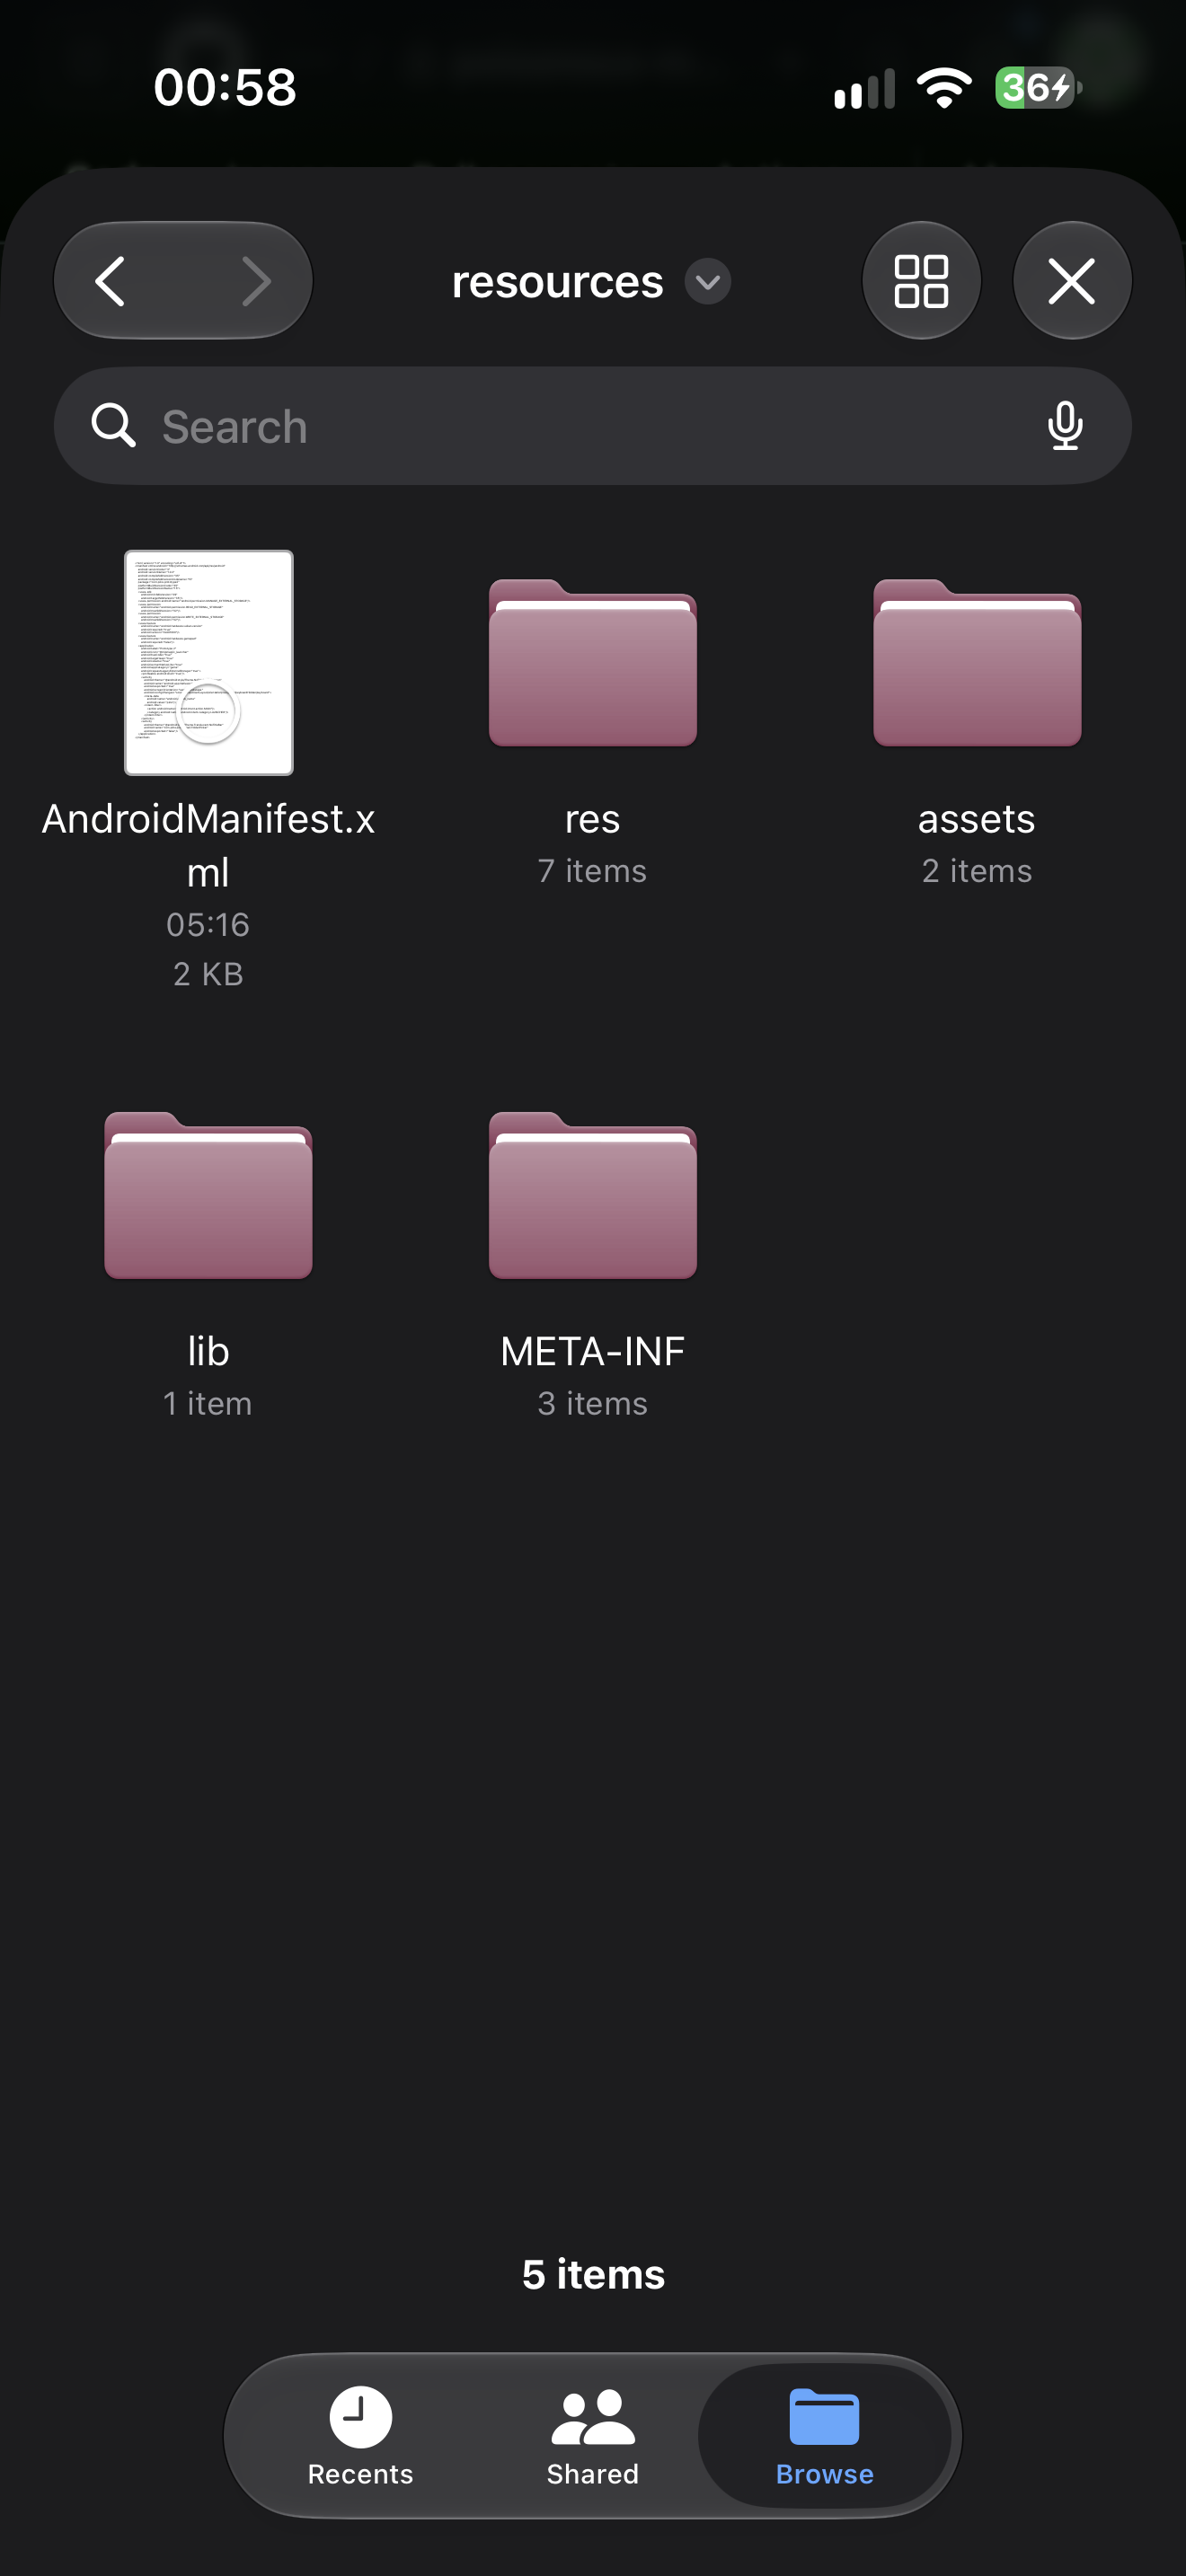 00:58
36
resources
Search
AndroidManifest.x
ml
05:16
2 KB
res
7 items
assets
2 items
lib
1 item
META-INF
3 items
5 items
Recents
Shared
Browse